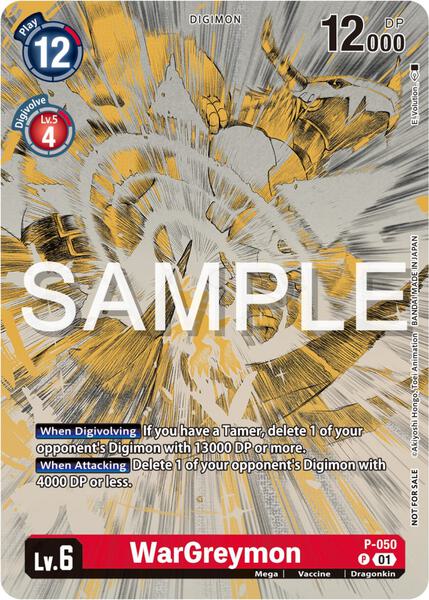 Play
12
DIGIMON
12000
DP
Digivolve
Lv.5
4
E Volution
SAMPLE
©Akiyoshi Hongo, Toei Animation BANDAI MADE IN JAPAN
NOT FOR SALE
When Digivolving If you have a Tamer, delete 1 of your
opponent's Digimon with 13000 DP or more.
When Attacking Delete 1 of your opponent's Digimon with
4000 DP or less.
Lv.6
WarGreymon
P-050
P 01
Mega | Vaccine | Dragonkin